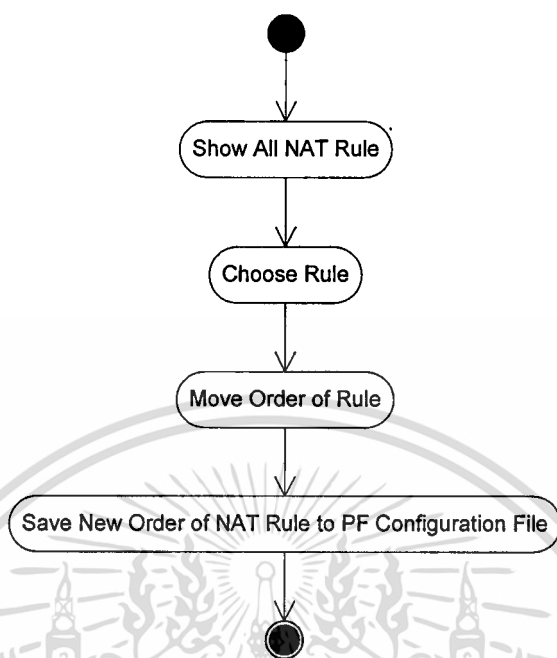 Show All NAT Rule
Choose Rule
Move Order of Rule
Save New Order of NAT Rule to PF Configuration File